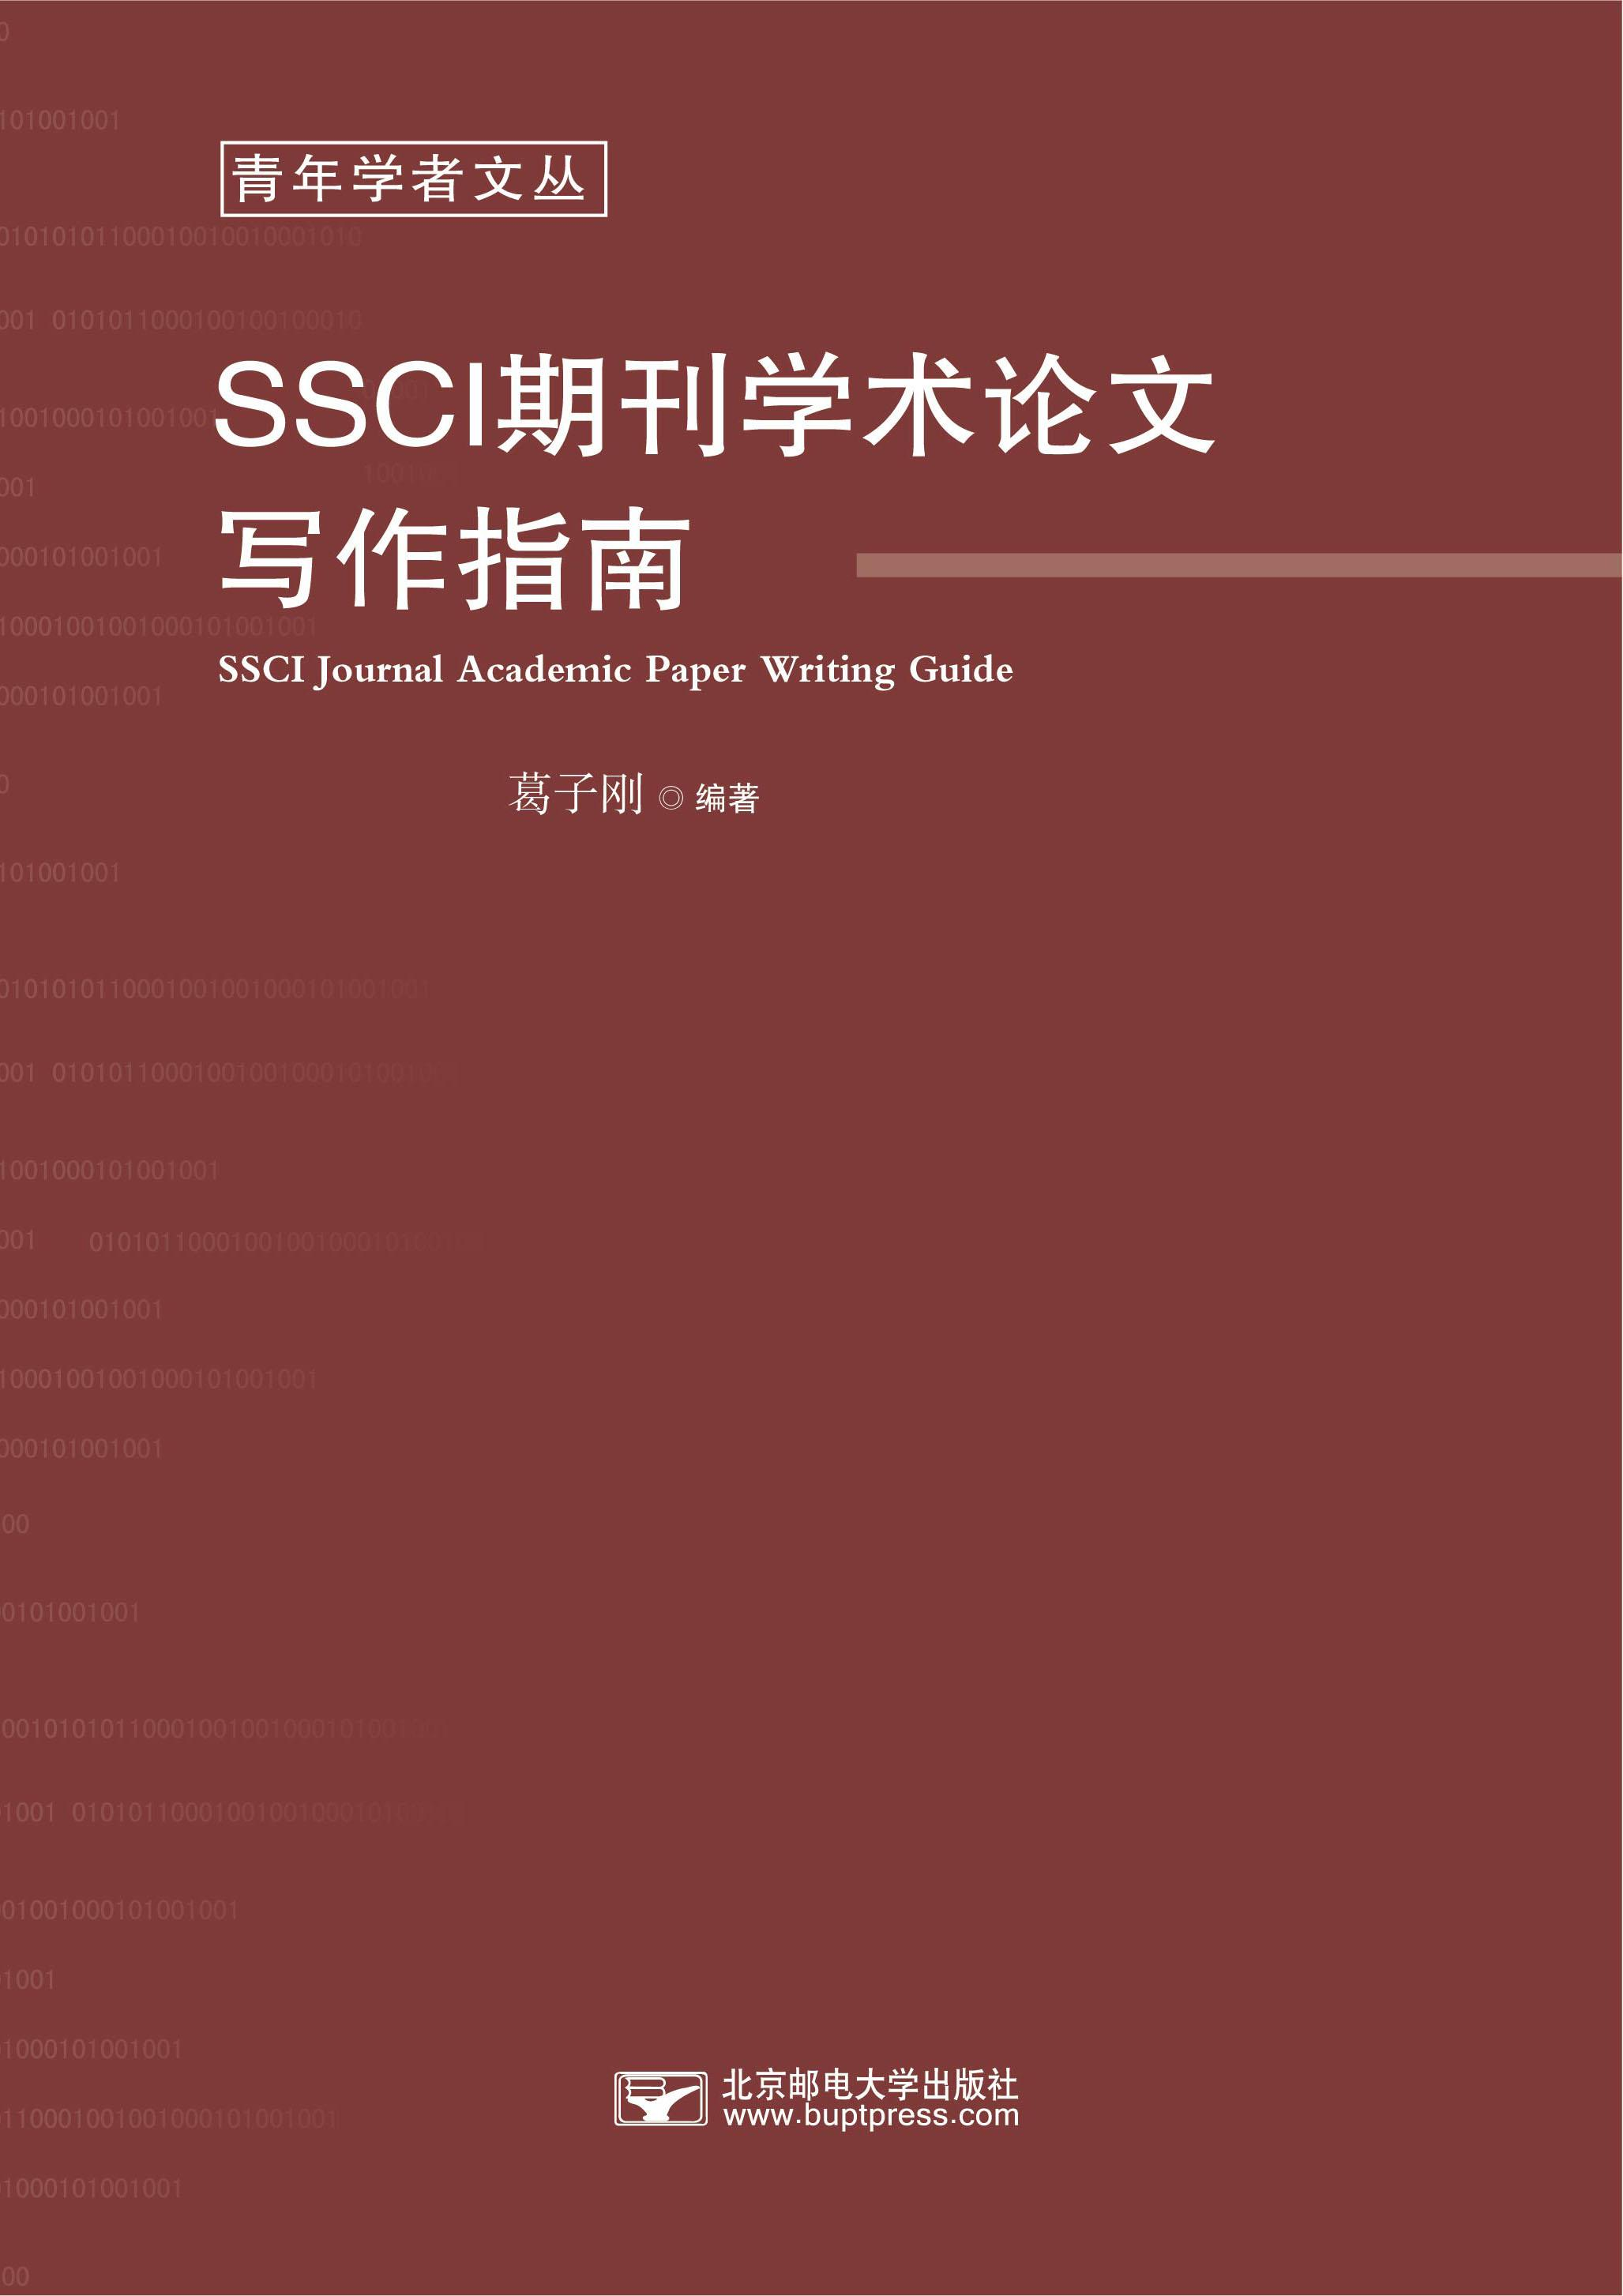 青年学者文丛
SSCI期刊学术论文
写作指南
SSCI Journal Academic Paper Writing Guide
葛子刚 ◎ 编著
北京邮电大学出版社
www.buptpress.com